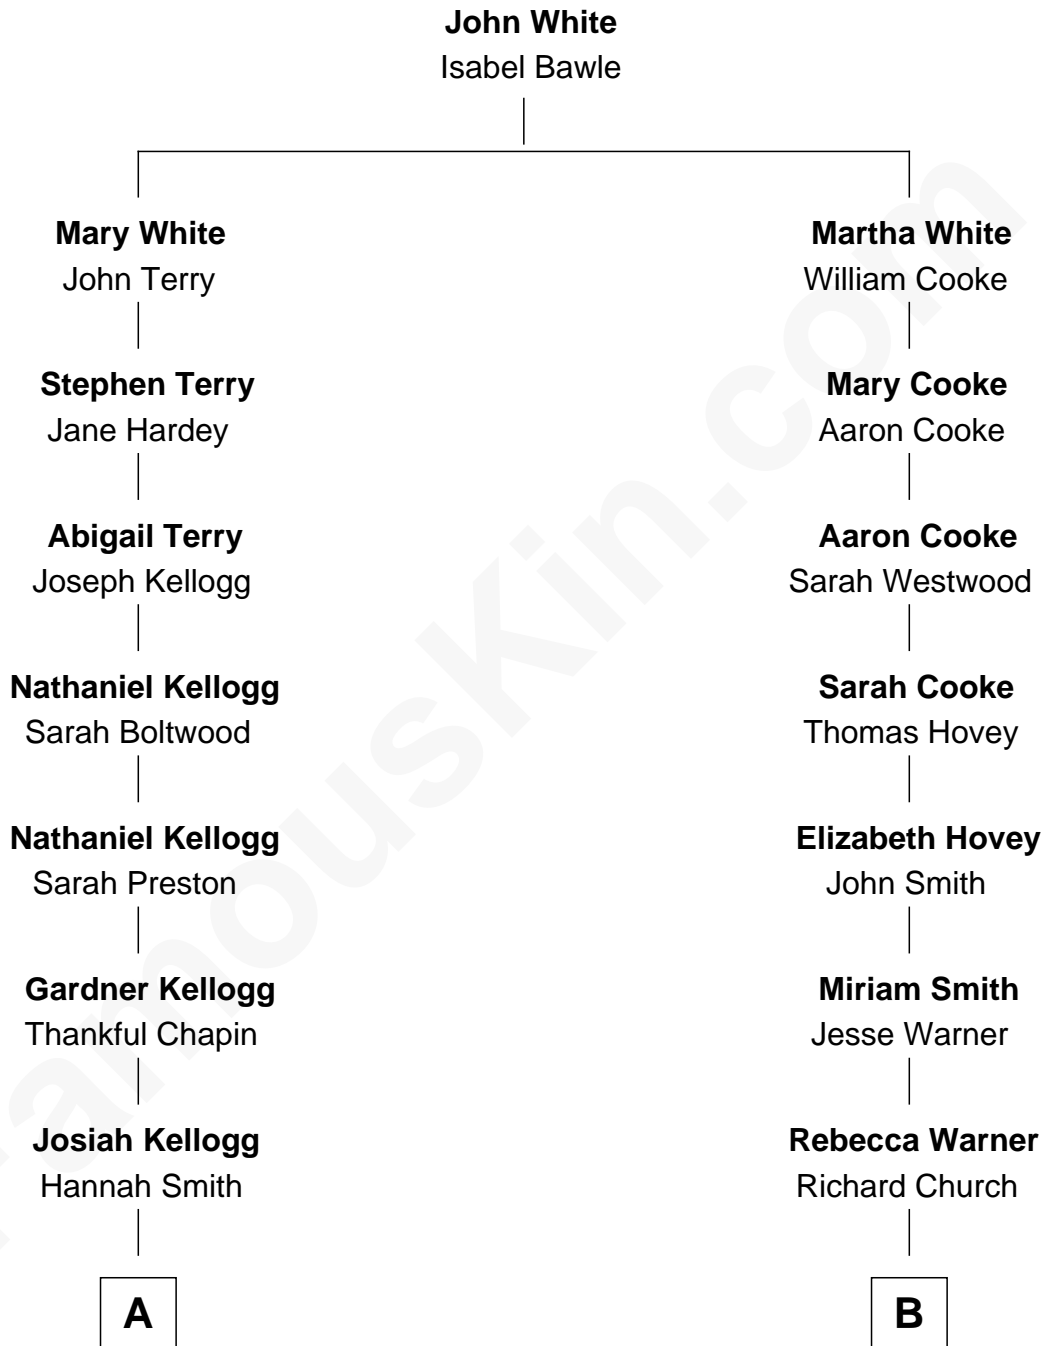 John White
Isabel Bawle
Mary White
John Terry
Martha White
William Cooke
Stephen Terry
Jane Hardey
Mary Cooke
Aaron Cooke
Abigail Terry
Joseph Kellogg
Aaron Cooke
Sarah Westwood
Nathaniel Kellogg
Sarah Boltwood
Sarah Cooke
Thomas Hovey
Nathaniel Kellogg
Sarah Preston
Elizabeth Hovey
John Smith
Gardner Kellogg
Thankful Chapin
Miriam Smith
Jesse Warner
Josiah Kellogg
Hannah Smith
Rebecca Warner
Richard Church
A
B
FamousKin.com